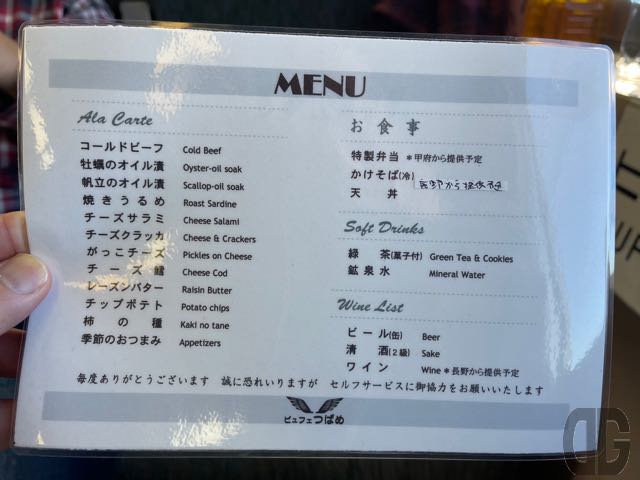 MENU
Ala Carte
コールドビーフ Cold Beef
牡蠣のオイル漬 Oyster-oil soak
帆立のオイル漬 Scallop-oil soak
焼きうるめ Roast Sardine
チーズサラミ Cheese Salami
チーズクラッカ Cheese & Crackers
がっこチーズ Pickles on Cheese
チーズ鱈 Cheese Cod
レーズンバター Raisin Butter
チップポテト Potato chips
柿の種 Kaki no tane
季節のおつまみ Appetizers
お食事
特製弁当 *甲府から提供予定
かけそば(冷)
天丼
長野から提供予定
Soft Drinks
緑茶(菓子付) Green Tea & Cookies
鉱泉水 Mineral Water
Wine List
ビール(缶) Beer
清酒(2級) Sake
ワイン Wine *長野から提供予定
毎度ありがとうございます 誠に恐れいりますが セルフサービスに御協力をお願いいたします
ビュフェつばめ